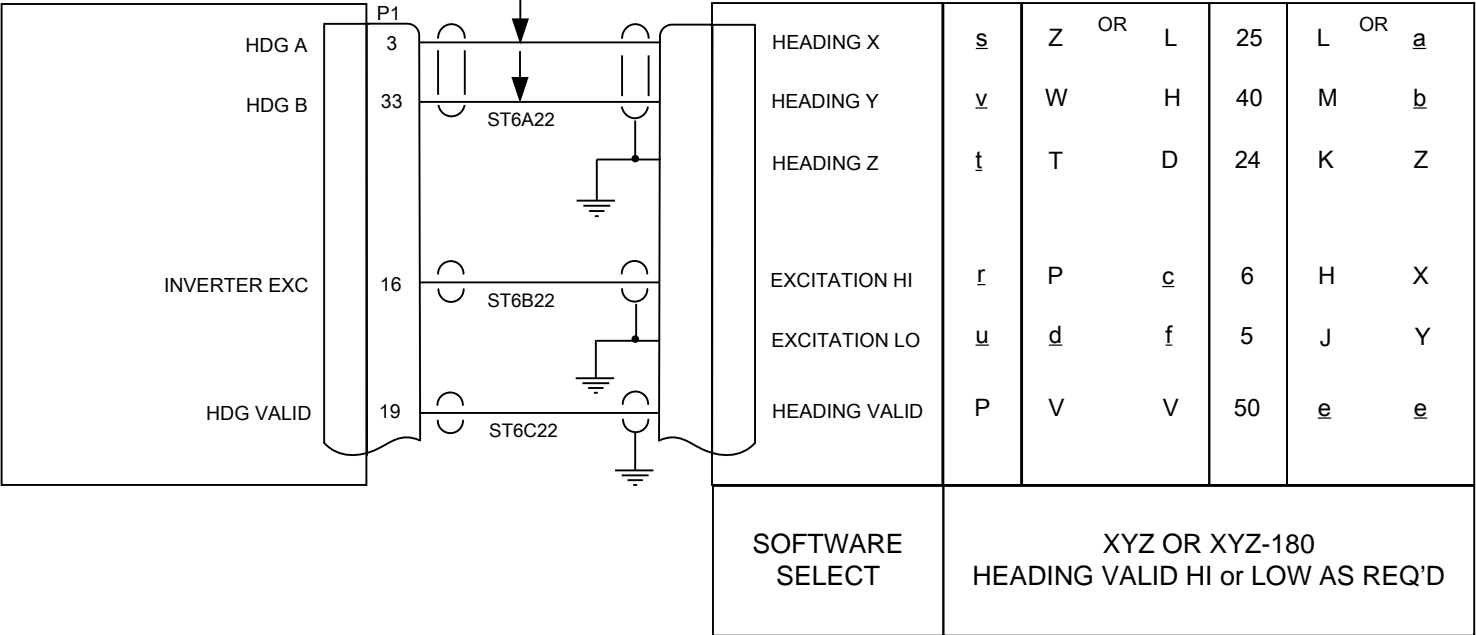 P1
HDG A 3 HEADING X s Z OR L 25 L OR a
HDG B 33 HEADING Y v W H 40 M b
ST6A22
HEADING Z t T D 24 K Z
INVERTER EXC 16 EXCITATION HI r P c 6 H X
ST6B22
EXCITATION LO u d f 5 J Y
HDG VALID 19 HEADING VALID P V V 50 e e
ST6C22
SOFTWARE
SELECT
XYZ OR XYZ-180
HEADING VALID HI or LOW AS REQ’D